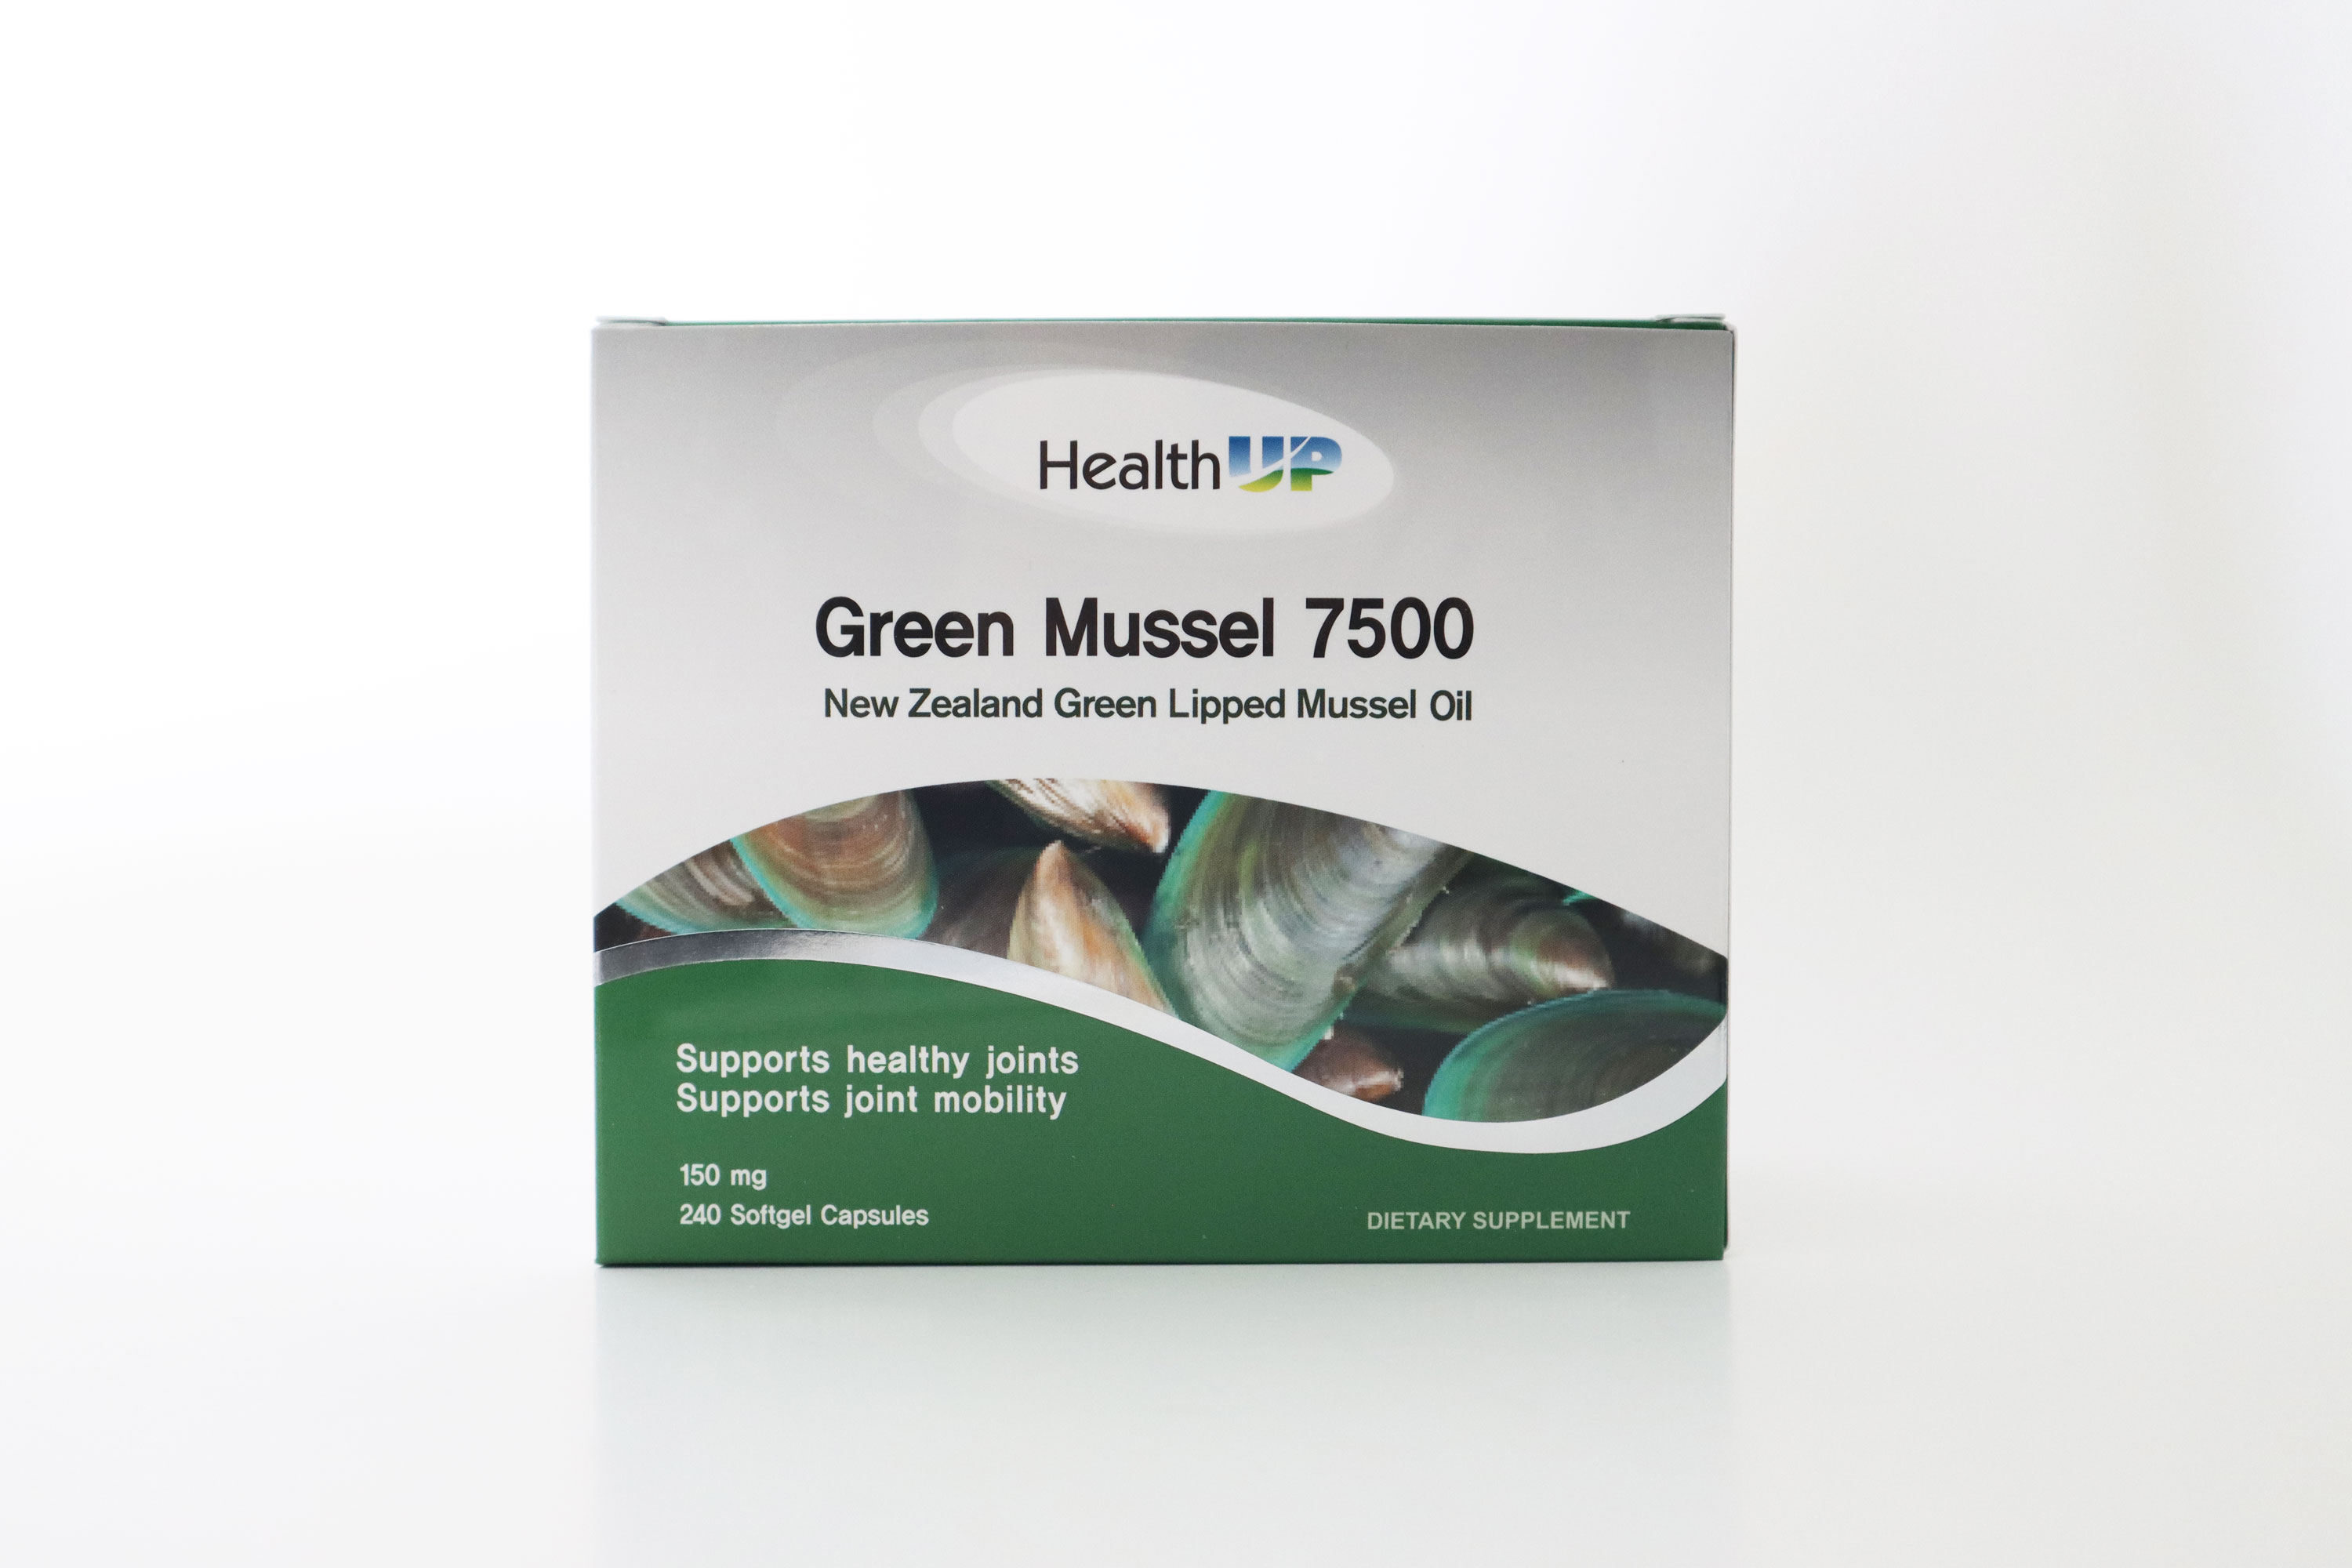 HealthUP
Green Mussel 7500
New Zealand Green Lipped Mussel Oil
Supports healthy joints
Supports joint mobility
150 mg
240 Softgel Capsules
DIETARY SUPPLEMENT